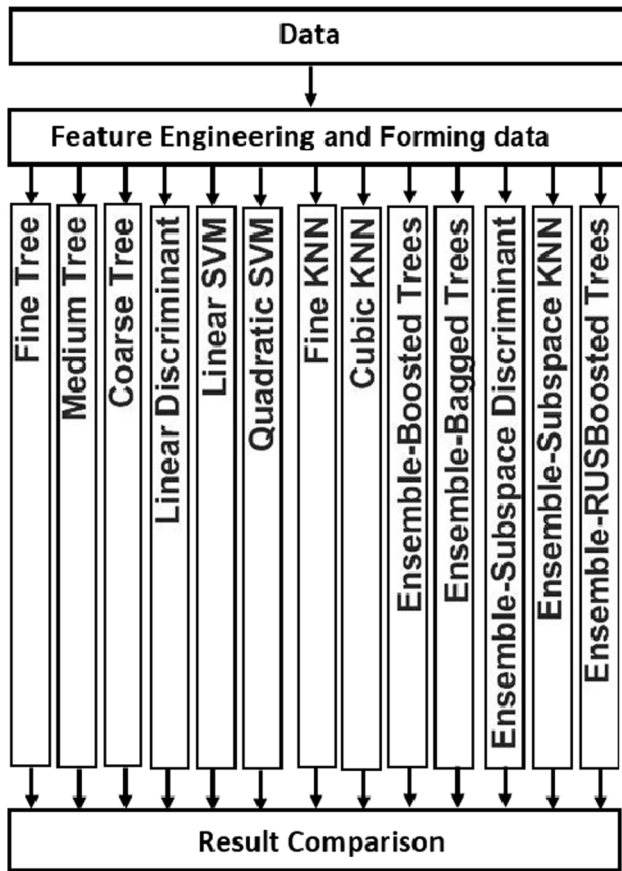 Data
Feature Engineering and Forming data
Fine Tree
Medium Tree
Coarse Tree
Linear Discriminant
Linear SVM
Quadratic SVM
Fine KNN
Cubic KNN
Ensemble-Boosted Trees
Ensemble-Bagged Trees
Ensemble-Subspace Discriminant
Ensemble-Subspace KNN
Ensemble-RUSBoosted Trees
Result Comparison